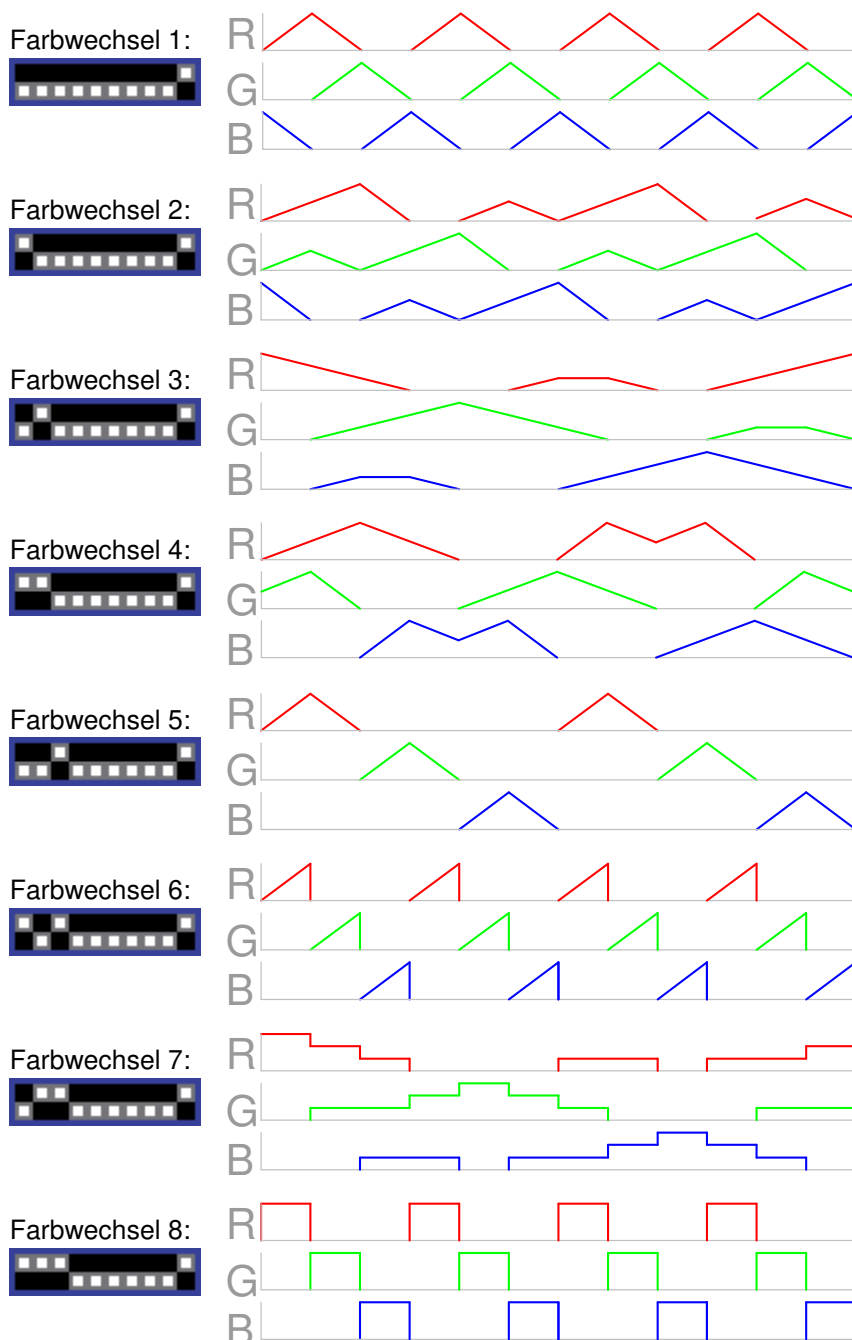 Farbwechsel 1:
R
G
B
Farbwechsel 2:
R
G
B
Farbwechsel 3:
R
G
B
Farbwechsel 4:
R
G
B
Farbwechsel 5:
R
G
B
Farbwechsel 6:
R
G
B
Farbwechsel 7:
R
G
B
Farbwechsel 8:
R
G
B